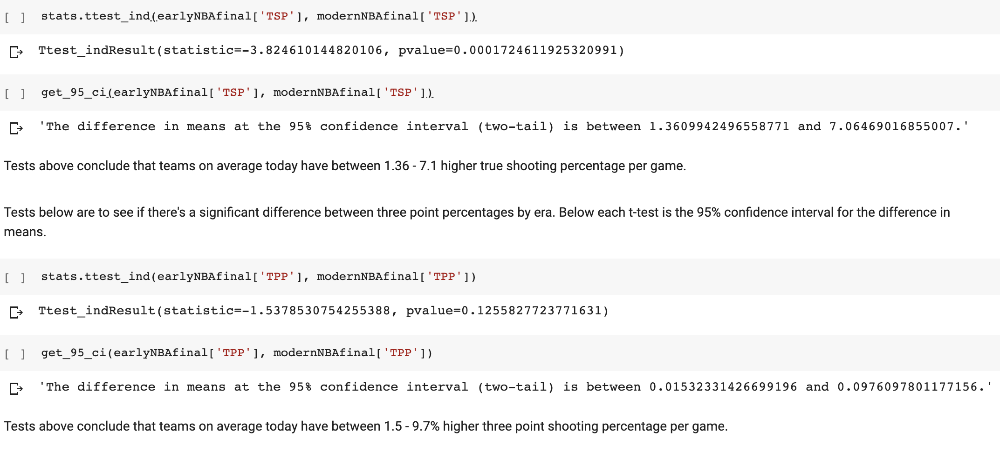 [ ] stats.ttest_ind(earlyNBAfinal['TSP'], modernNBAfinal['TSP'])
Ttest_indResult(statistic=-3.824610144820106, pvalue=0.0001724611925320991)
[ ] get_95_ci(earlyNBAfinal['TSP'], modernNBAfinal['TSP'])
'The difference in means at the 95% confidence interval (two-tail) is between 1.3609942496558771 and 7.06469016855007.'
Tests above conclude that teams on average today have between 1.36 - 7.1 higher true shooting percentage per game.
Tests below are to see if there's a significant difference between three point percentages by era. Below each t-test is the 95% confidence interval for the difference in
means.
[ ] stats.ttest_ind(earlyNBAfinal['TPP'], modernNBAfinal['TPP'])
Ttest_indResult(statistic=-1.5378530754255388, pvalue=0.1255827723771631)
[ ] get_95_ci(earlyNBAfinal['TPP'], modernNBAfinal['TPP'])
'The difference in means at the 95% confidence interval (two-tail) is between 0.01532331426699196 and 0.0976097801177156.'
Tests above conclude that teams on average today have between 1.5 - 9.7% higher three point shooting percentage per game.